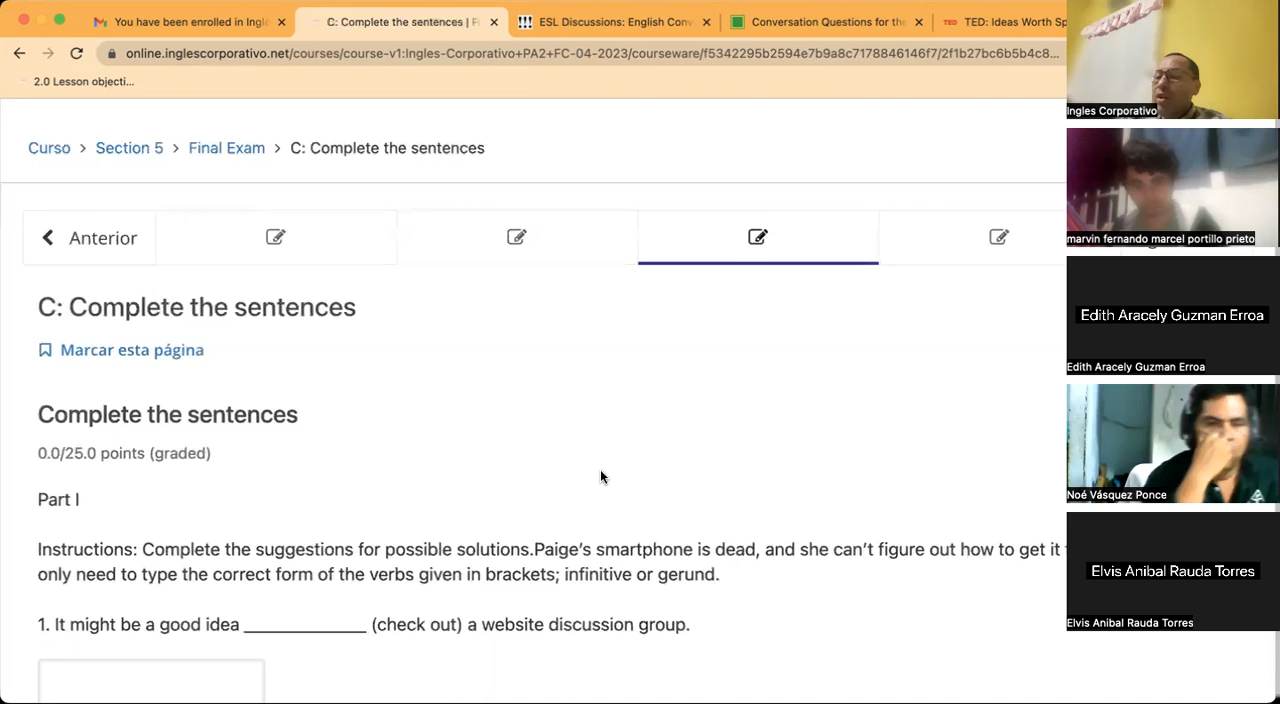 You have been enrolled in Ingle
C: Complete the sentences | F
ESL Discussions: English Conv
Conversation Questions for the
TED: Ideas Worth Sp
online.inglescorporativo.net/courses/course-v1:Ingles-Corporativo+PA2+FC-04-2023/courseware/f5342295b2594e7b9a8c7178846146f7/2f1b27bc6b5b4c8...
2.0 Lesson objecti...
Curso > Section 5 > Final Exam > C: Complete the sentences
Anterior
C: Complete the sentences
Marcar esta página
Complete the sentences
0.0/25.0 points (graded)
Part I
Instructions: Complete the suggestions for possible solutions.Paige's smartphone is dead, and she can't figure out how to get it
only need to type the correct form of the verbs given in brackets; infinitive or gerund.
1. It might be a good idea ______________ (check out) a website discussion group.
Ingles Corporativo
marvin fernando marcel portillo prieto
Edith Aracely Guzman Erroa
Edith Aracely Guzman Erroa
Noé Vásquez Ponce
Elvis Anibal Rauda Torres
Elvis Anibal Rauda Torres